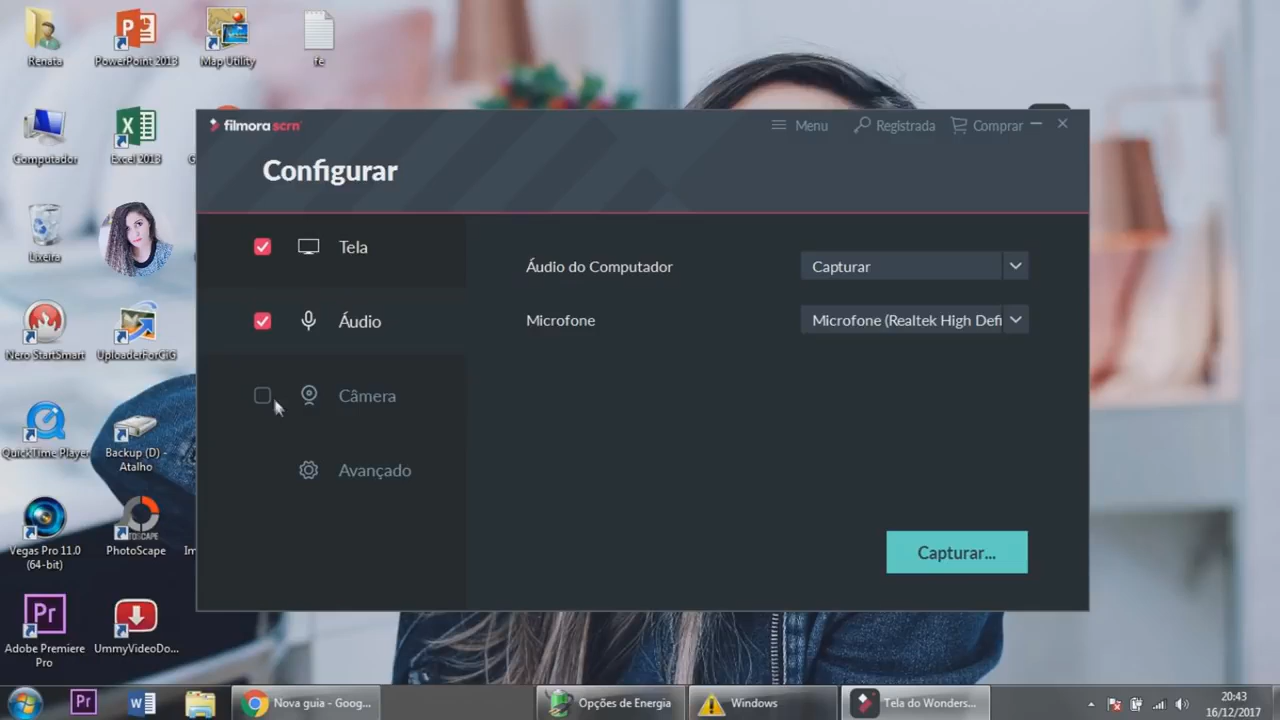 Renata
PowerPoint 2013
Map Utility
fe
Computador
Excel 2013
Lixeira
Nero StartSmart
UploaderForCiG
QuickTime Player
Backup (D) -
Atalho
Vegas Pro 11.0
(64-bit)
PhotoScape
Adobe Premiere
Pro
UmmyVideoDo...
filmora scrn
Menu
Registrada
Comprar
Configurar
Tela
Áudio
Câmera
Avançado
Áudio do Computador
Capturar
Microfone
Microfone (Realtek High Defi
Capturar...
Nova guia - Goog...
Opções de Energia
Windows
Tela do Wonders...
20:43
16/12/2017